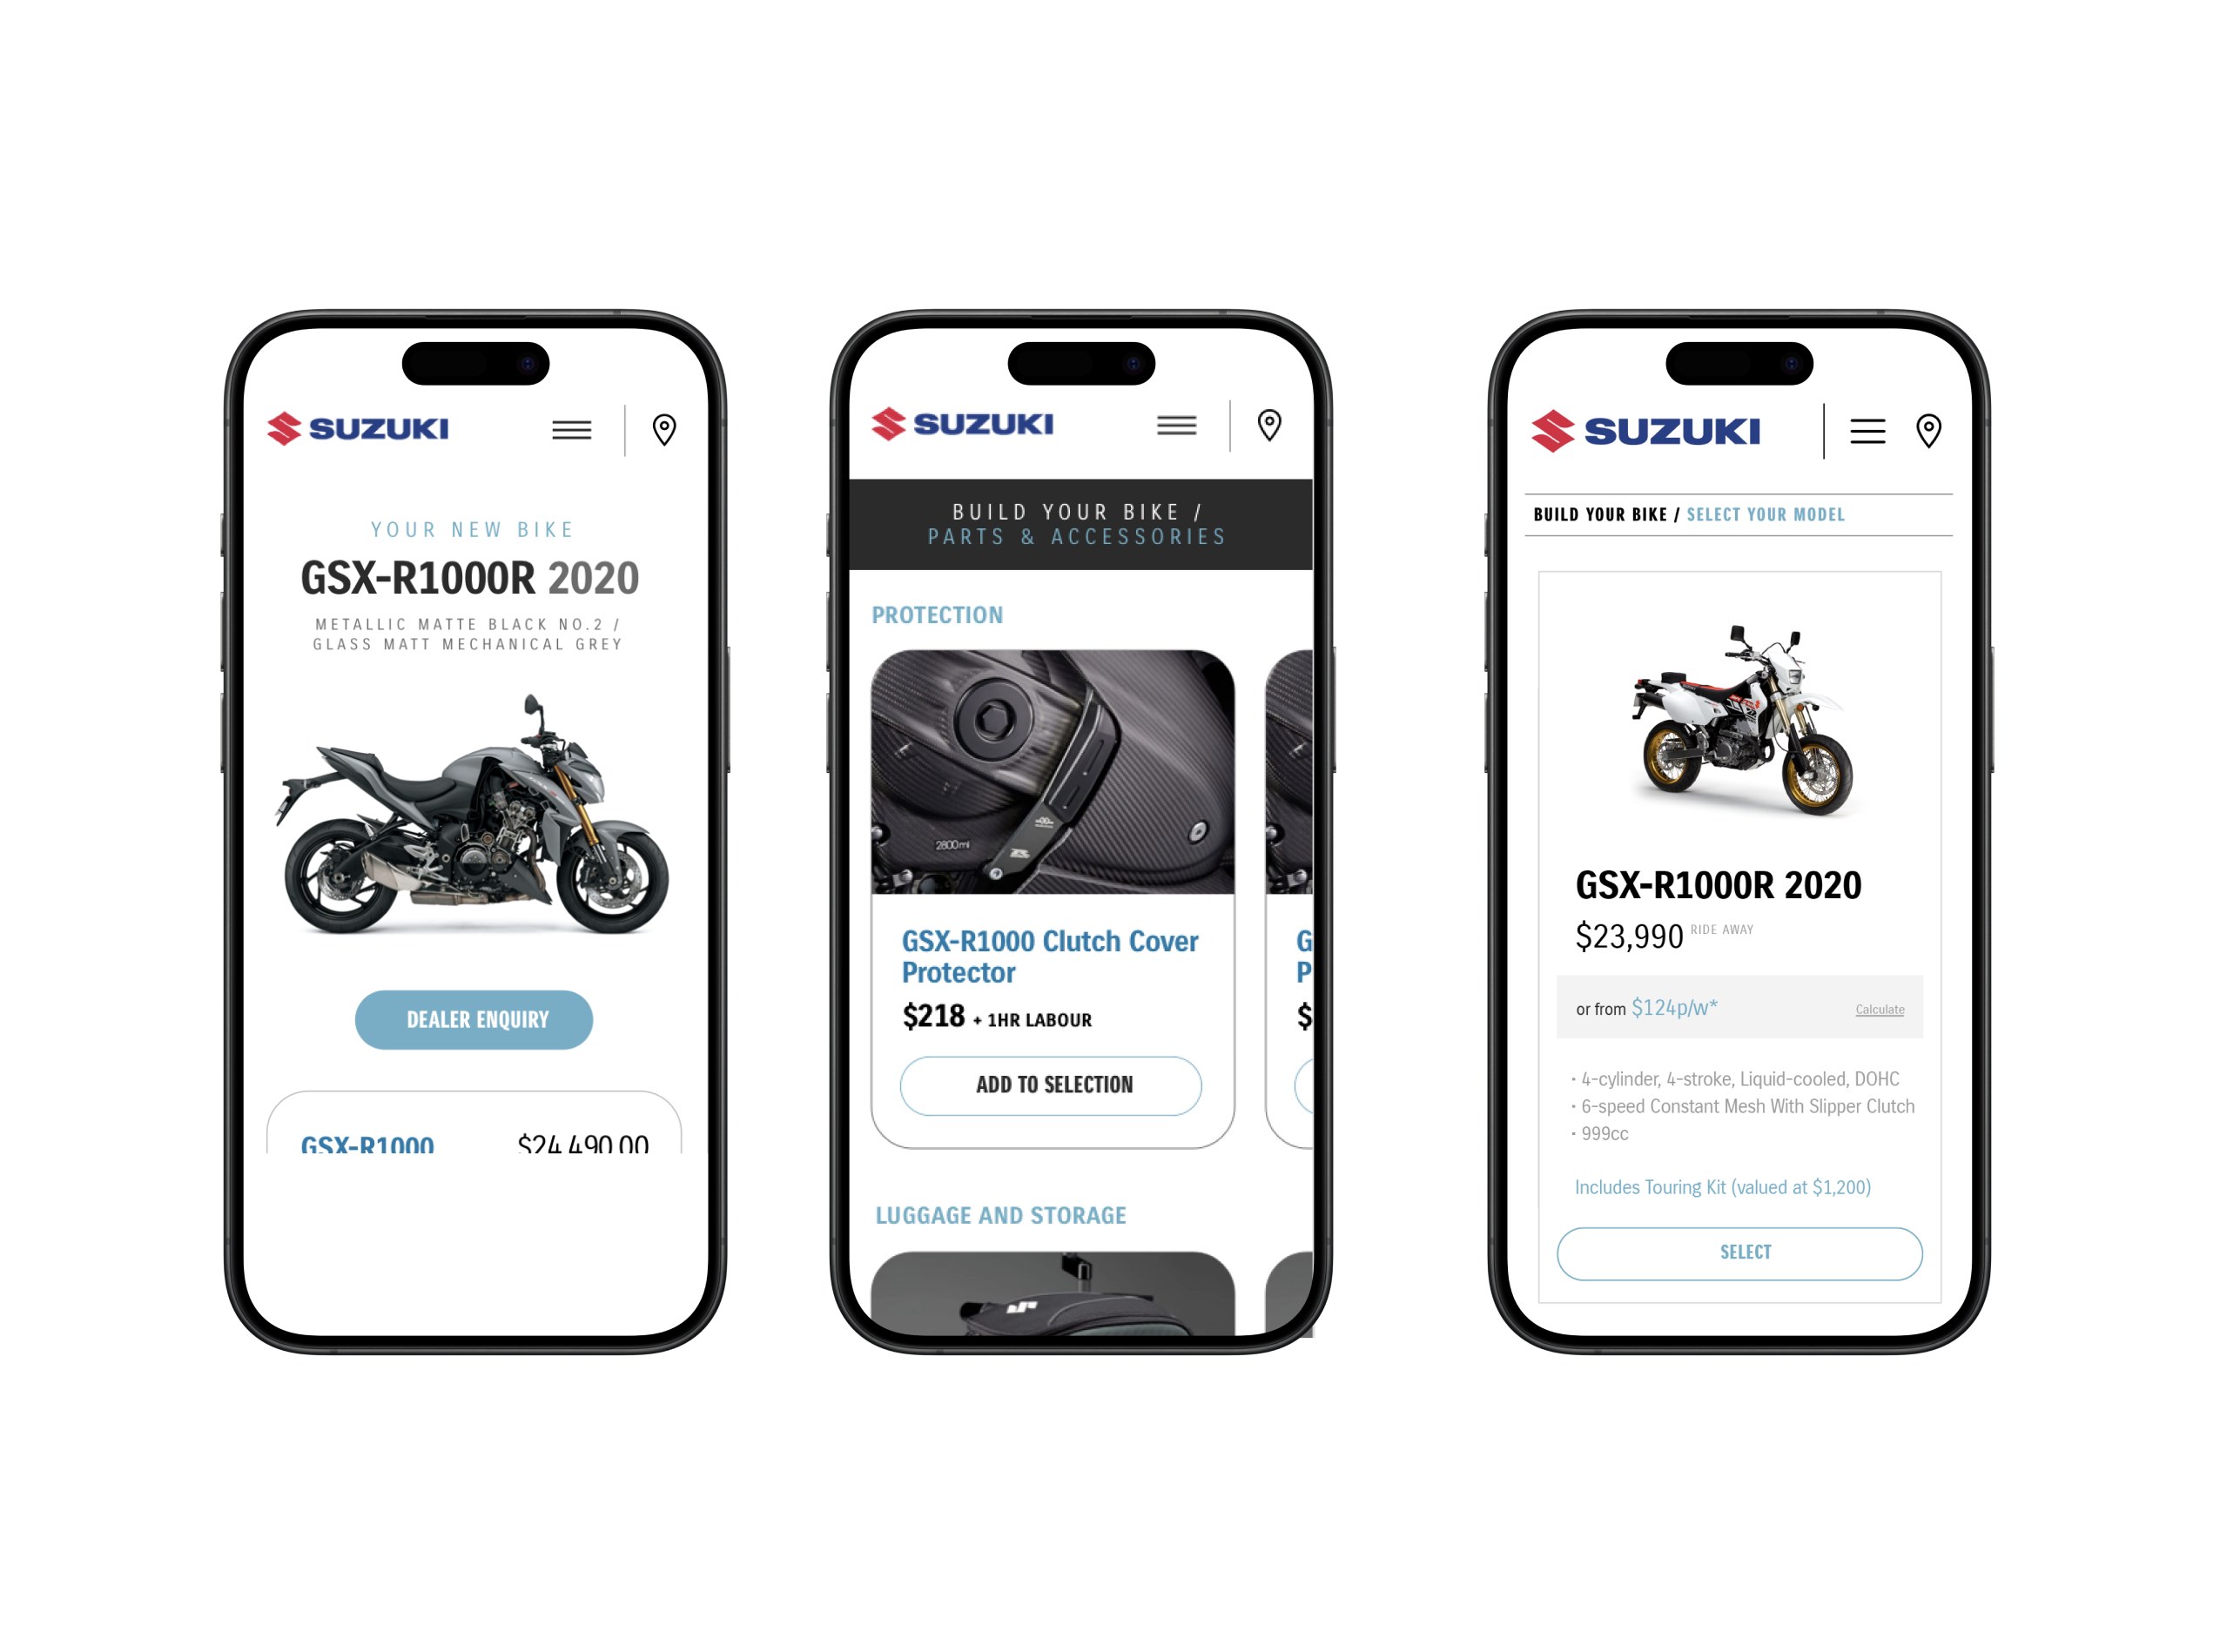 SUZUKI
YOUR NEW BIKE
GSX-R1000R 2020
METALLIC MATTE BLACK NO.2 /
GLASS MATT MECHANICAL GREY
DEALER ENQUIRY
GSX-R1000 $24,490.00
SUZUKI
BUILD YOUR BIKE /
PARTS & ACCESSORIES
PROTECTION
2800ml
GSX-R1000 Clutch Cover
Protector
$218 + 1HR LABOUR
ADD TO SELECTION
G
P
$
LUGGAGE AND STORAGE
SUZUKI
BUILD YOUR BIKE / SELECT YOUR MODEL
GSX-R1000R 2020
$23,990 RIDE AWAY
or from $124p/w* Calculate
· 4-cylinder, 4-stroke, Liquid-cooled, DOHC
· 6-speed Constant Mesh With Slipper Clutch
· 999cc
Includes Touring Kit (valued at $1,200)
SELECT